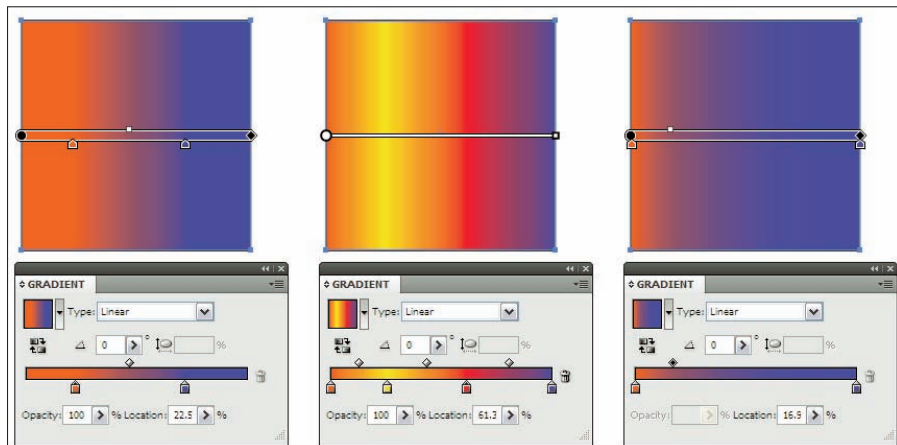 GRADIENT
Type: Linear
0 ° %
Opacity: 100 % Location: 22.5 %
GRADIENT
Type: Linear
0 ° %
Opacity: 100 % Location: 61.3 %
GRADIENT
Type: Linear
0 ° %
Opacity: % Location: 16.9 %